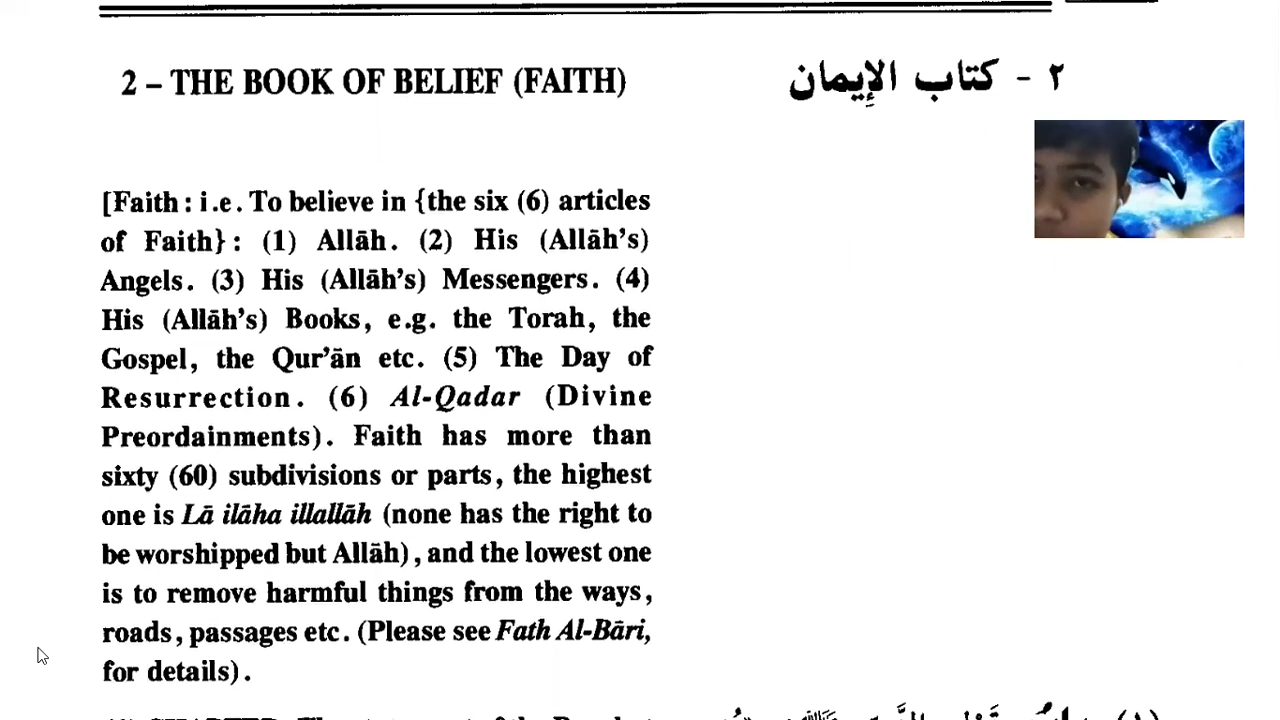 2 – THE BOOK OF BELIEF (FAITH)
٢ - كتاب الإِيمان
[Faith : i.e. To believe in {the six (6) articles
of Faith} : (1) Allāh. (2) His (Allāh’s)
Angels. (3) His (Allāh’s) Messengers. (4)
His (Allāh’s) Books, e.g. the Torah, the
Gospel, the Qur’ān etc. (5) The Day of
Resurrection. (6) Al-Qadar (Divine
Preordainments). Faith has more than
sixty (60) subdivisions or parts, the highest
one is Lā ilāha illallāh (none has the right to
be worshipped but Allāh), and the lowest one
is to remove harmful things from the ways,
roads, passages etc. (Please see Fath Al-Bāri,
for details).